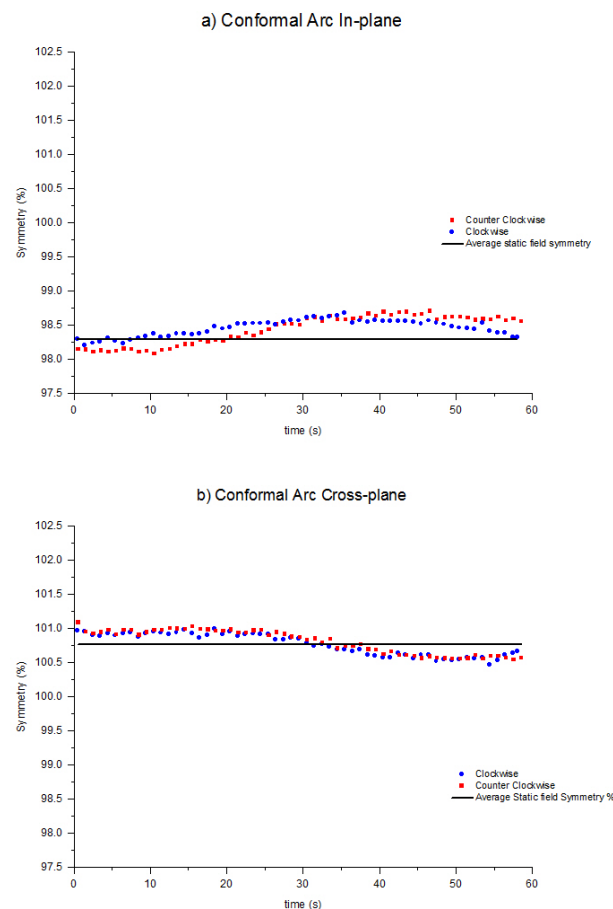 a) Conformal Arc In-plane
102.5
102.0
101.5
101.0
100.5
100.0
99.5
99.0
98.5
98.0
97.5
Symmetry (%)
Counter Clockwise
Clockwise
Average static field symmetry
0 10 20 30 40 50 60
time (s)
b) Conformal Arc Cross-plane
102.5
102.0
101.5
101.0
100.5
100.0
99.5
99.0
98.5
98.0
97.5
Symmetry (%)
Clockwise
Counter Clockwise
Average Static field Symmetry %
0 10 20 30 40 50 60
time (s)